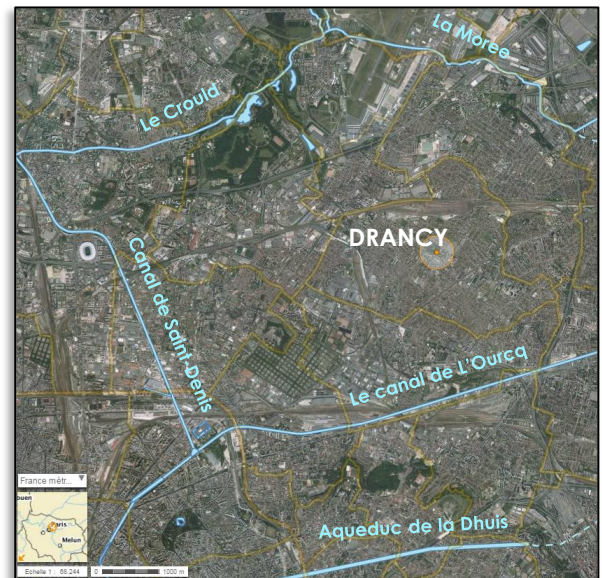 La Morée
Le Crould
DRANCY
Canal de Saint-Denis
Le canal de L'Ourcq
France métr...
Paris
Melun
Aqueduc de la Dhuis
Echelle 1 : 68.244
0
1000 m